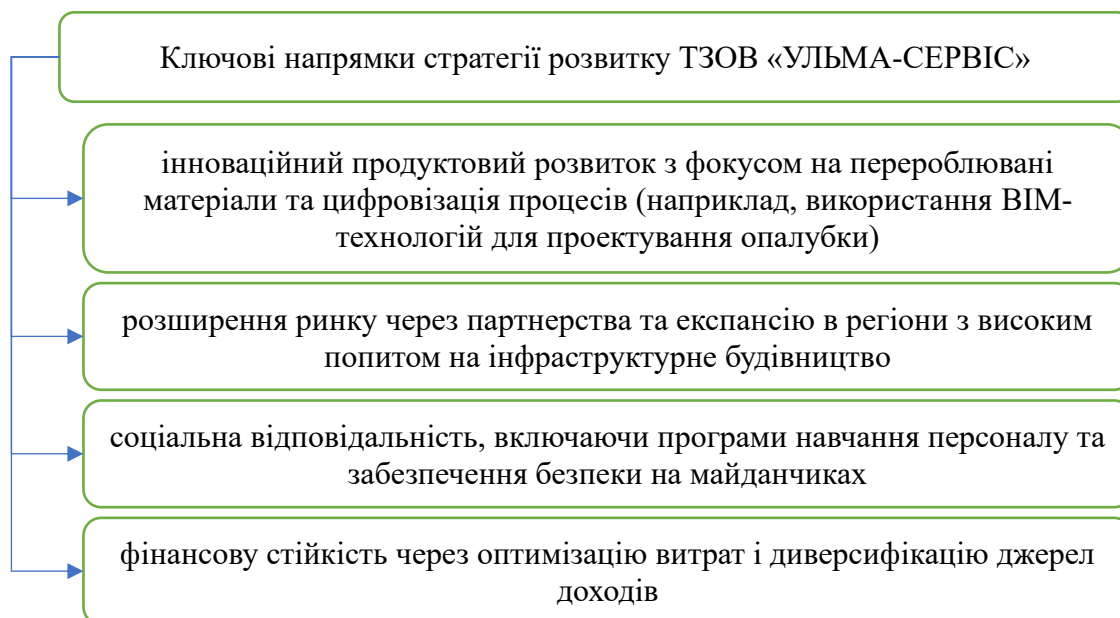 Ключові напрямки стратегії розвитку ТЗОВ «УЛЬМА-СЕРВІС»
інноваційний продуктовий розвиток з фокусом на перероблювані
матеріали та цифровізація процесів (наприклад, використання BIM-
технологій для проектування опалубки)
розширення ринку через партнерства та експансію в регіони з високим
попитом на інфраструктурне будівництво
соціальна відповідальність, включаючи програми навчання персоналу та
забезпечення безпеки на майданчиках
фінансову стійкість через оптимізацію витрат і диверсифікацію джерел
доходів